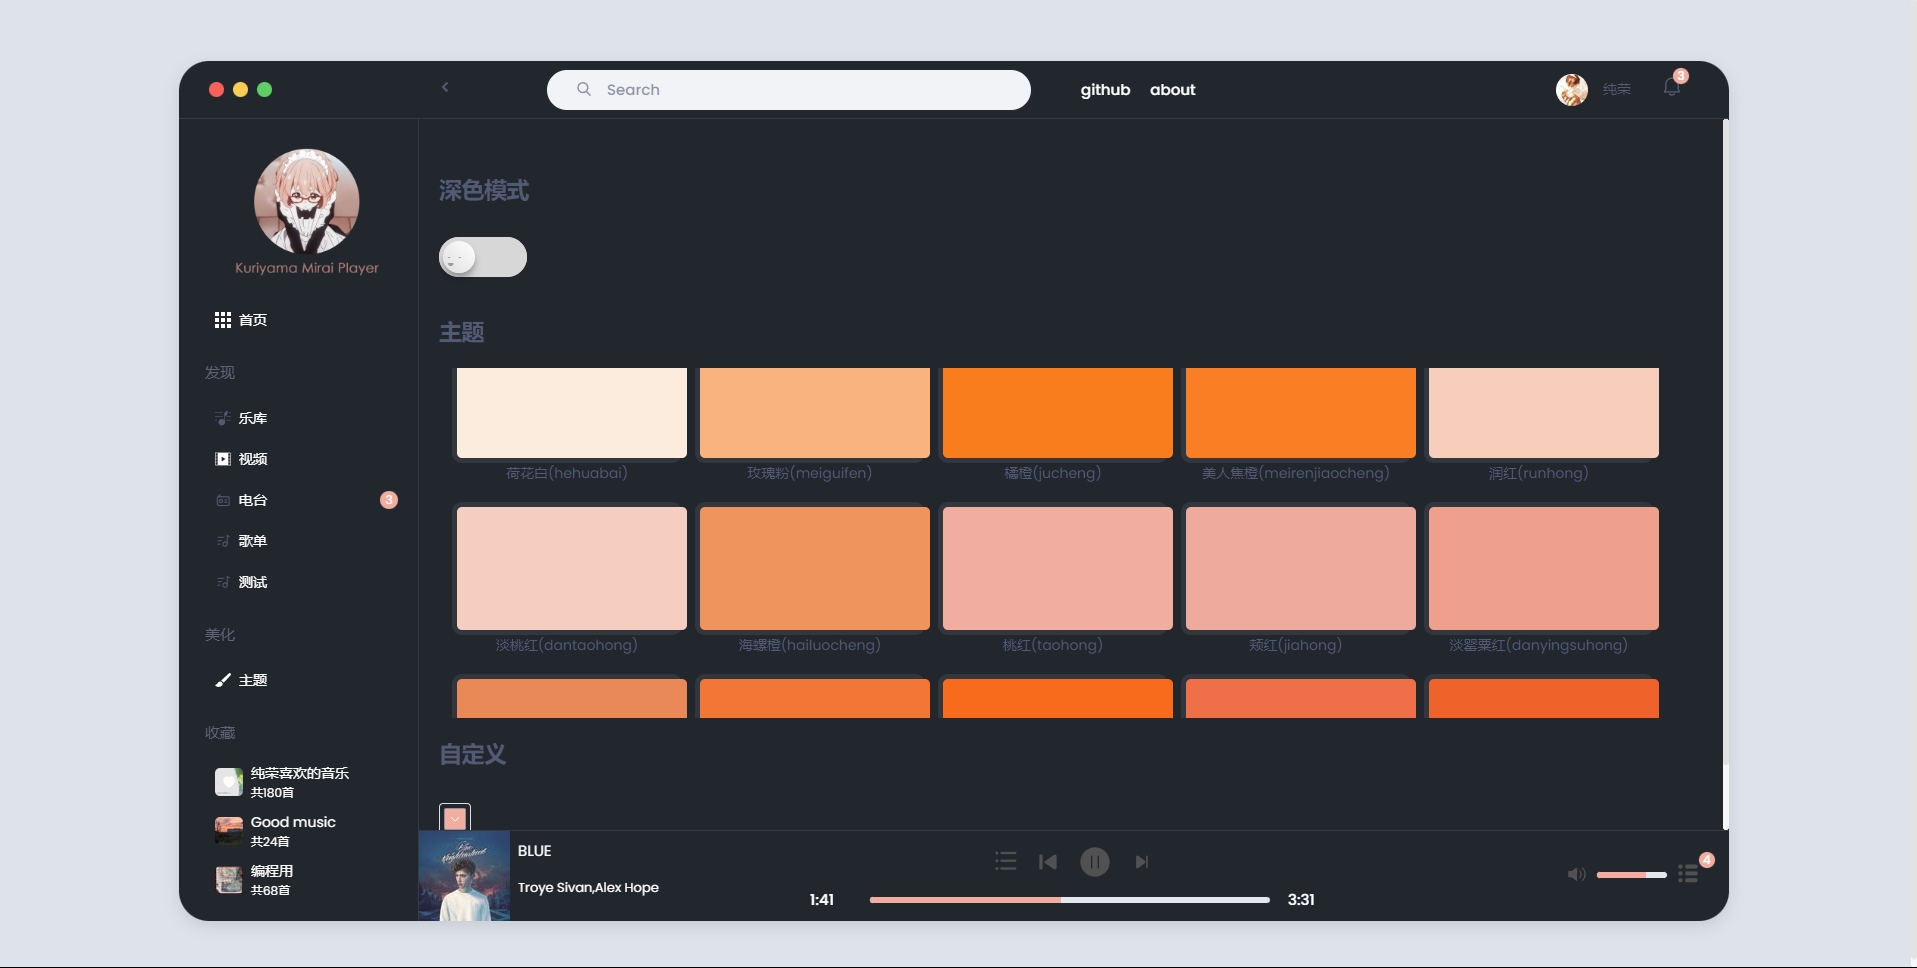 Search
github
about
纯荣
3
Kuriyama Mirai Player
首页
发现
乐库
视频
电台
3
歌单
测试
美化
主题
收藏
纯荣喜欢的音乐
共180首
Good music
共24首
编程用
共68首
深色模式
主题
荷花白(hehuabai)
玫瑰粉(meiguifen)
橘橙(jucheng)
美人焦橙(meirenjiaocheng)
润红(runhong)
淡桃红(dantaohong)
海螺橙(hailuocheng)
桃红(taohong)
颊红(jiahong)
淡罂粟红(danyingsuhong)
自定义
BLUE
Troye Sivan,Alex Hope
1:41
3:31
4